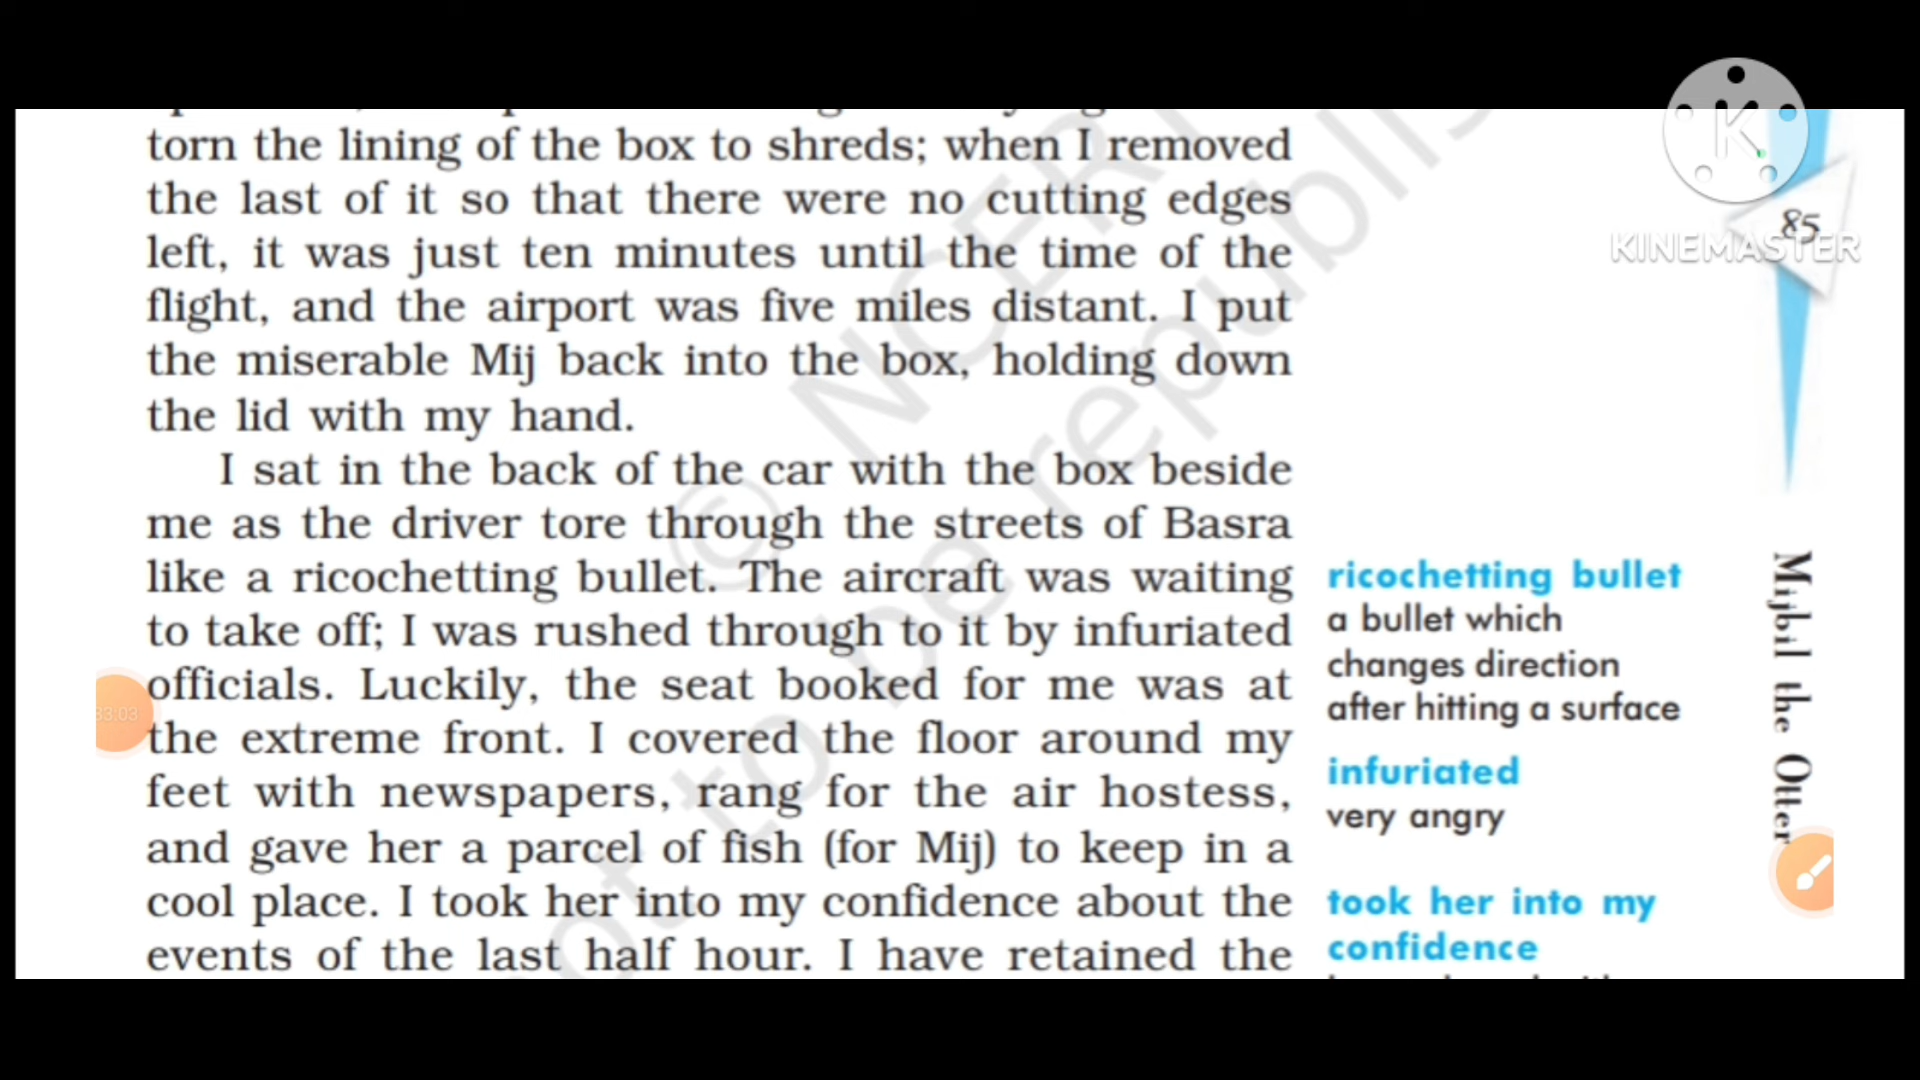 torn the lining of the box to shreds; when I removed
the last of it so that there were no cutting edges
left, it was just ten minutes until the time of the
flight, and the airport was five miles distant. I put
the miserable Mij back into the box, holding down
the lid with my hand.
I sat in the back of the car with the box beside
me as the driver tore through the streets of Basra
like a ricochetting bullet. The aircraft was waiting
to take off; I was rushed through to it by infuriated
officials. Luckily, the seat booked for me was at
the extreme front. I covered the floor around my
feet with newspapers, rang for the air hostess,
and gave her a parcel of fish (for Mij) to keep in a
cool place. I took her into my confidence about the
events of the last half hour. I have retained the
ricochetting bullet
a bullet which
changes direction
after hitting a surface
infuriated
very angry
took her into my
confidence
85
Mijbil the Otter
K
KINEMASTER
33:03
© NCERT
not to be republis